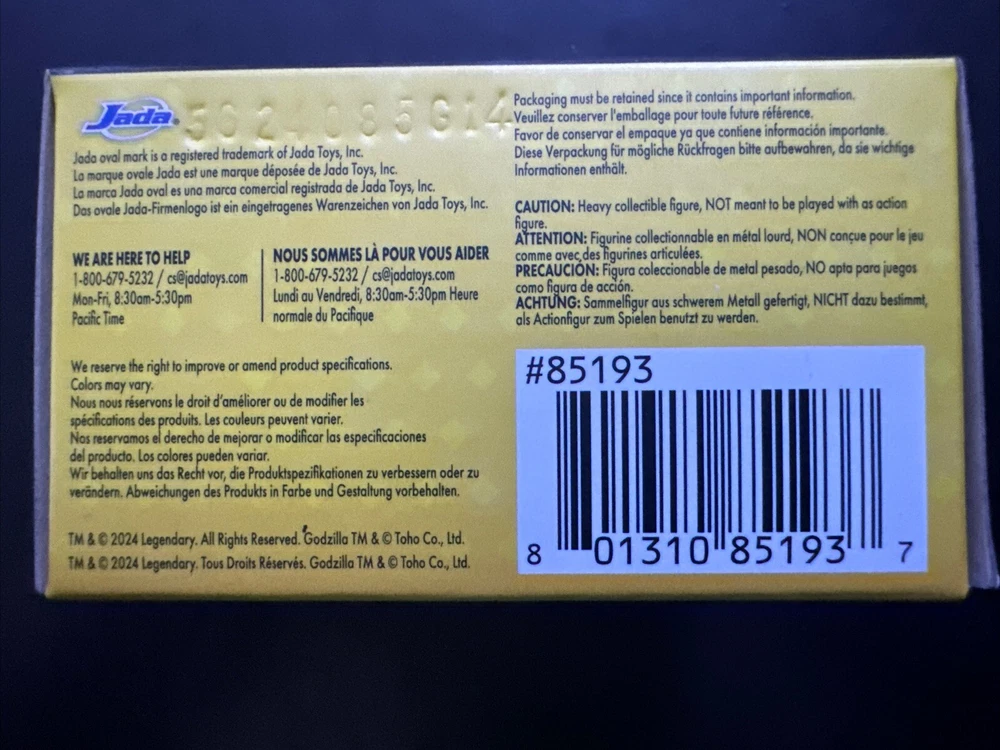 Jada
5624085G14
Jada oval mark is a registered trademark of Jada Toys, Inc.
La marque ovale Jada est une marque déposée de Jada Toys, Inc.
La marca Jada oval es una marca comercial registrada de Jada Toys, Inc.
Das ovale Jada-Firmenlogo ist ein eingetragenes Warenzeichen von Jada Toys, Inc.
WE ARE HERE TO HELP
1-800-679-5232 / cs@jadatoys.com
Mon-Fri, 8:30am-5:30pm
Pacific Time
NOUS SOMMES LÀ POUR VOUS AIDER
1-800-679-5232 / cs@jadatoys.com
Lundi au Vendredi, 8:30am-5:30pm Heure
normale du Pacifique
We reserve the right to improve or amend product specifications.
Colors may vary.
Nous nous réservons le droit d'améliorer ou de modifier les
spécifications des produits. Les couleurs peuvent varier.
Nos reservamos el derecho de mejorar o modificar las especificaciones
del producto. Los colores pueden variar.
Wir behalten uns das Recht vor, die Produktspezifikationen zu verbessern oder zu
verändern. Abweichungen des Produkts in Farbe und Gestaltung vorbehalten.
TM & © 2024 Legendary. All Rights Reserved. Godzilla TM & © Toho Co., Ltd.
TM & © 2024 Legendary. Tous Droits Réservés. Godzilla TM & © Toho Co., Ltd.
Packaging must be retained since it contains important information.
Veuillez conserver l'emballage pour toute future référence.
Favor de conservar el empaque ya que contiene información importante.
Diese Verpackung für mögliche Rückfragen bitte aufbewahren, da sie wichtige
Informationen enthält.
CAUTION: Heavy collectible figure, NOT meant to be played with as action
figure.
ATTENTION: Figurine collectionnable en métal lourd, NON conçue pour le jeu
comme avec des figurines articulées.
PRECAUCIÓN: Figura coleccionable de metal pesado, NO apta para juegos
como figura de acción.
ACHTUNG: Sammelfigur aus schwerem Metall gefertigt, NICHT dazu bestimmt,
als Actionfigur zum Spielen benutzt zu werden.
#85193
8 01310 85193 7